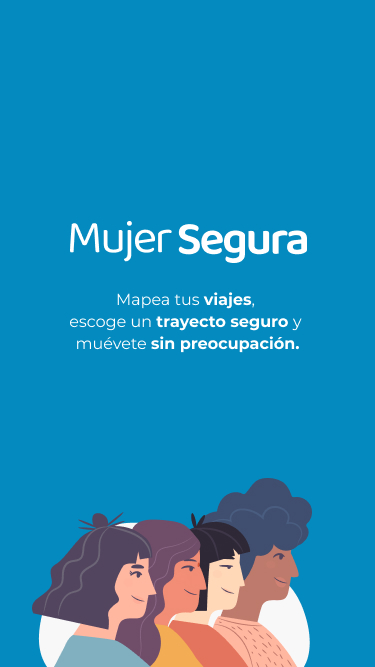 Mujer Segura
Mapea tus viajes,
escoge un trayecto seguro y
muévete sin preocupación.